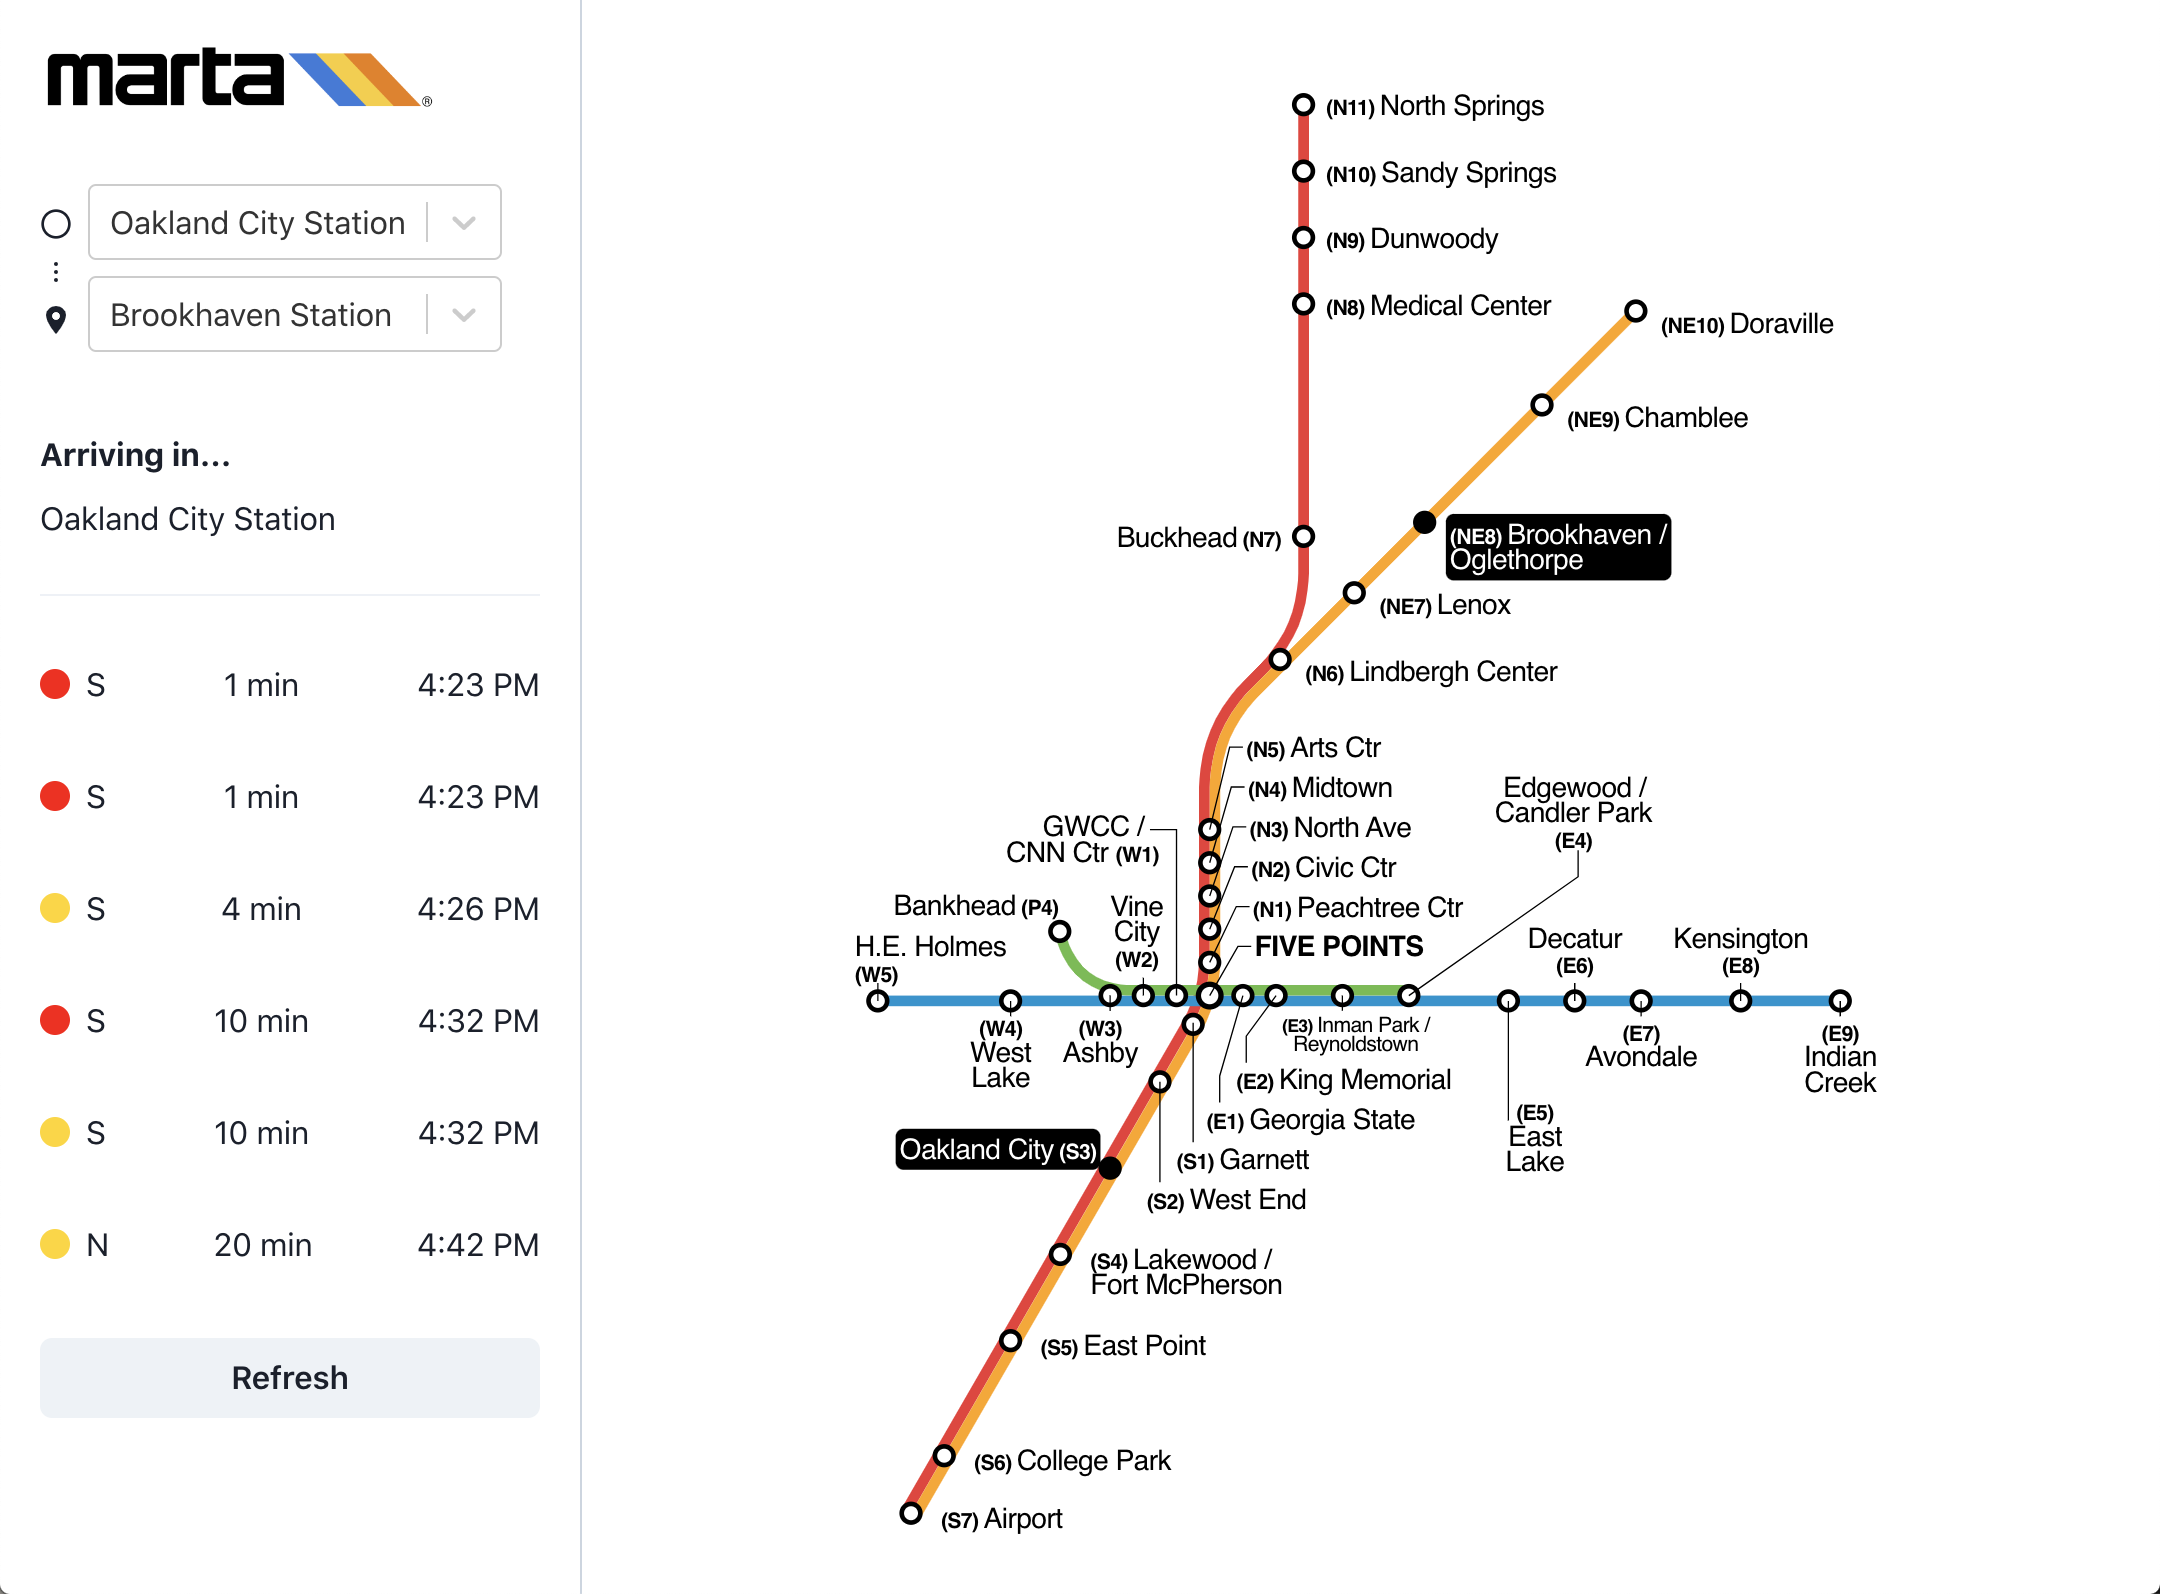 marta®
Oakland City Station
Brookhaven Station
Arriving in...
Oakland City Station
S 1 min 4:23 PM
S 1 min 4:23 PM
S 4 min 4:26 PM
S 10 min 4:32 PM
S 10 min 4:32 PM
N 20 min 4:42 PM
Refresh
(N11) North Springs
(N10) Sandy Springs
(N9) Dunwoody
(N8) Medical Center
(NE10) Doraville
(NE9) Chamblee
Buckhead (N7)
(NE8) Brookhaven /
Oglethorpe
(NE7) Lenox
(N6) Lindbergh Center
(N5) Arts Ctr
(N4) Midtown
(N3) North Ave
(N2) Civic Ctr
(N1) Peachtree Ctr
FIVE POINTS
Edgewood /
Candler Park
(E4)
GWCC /
CNN Ctr (W1)
Bankhead (P4)
Vine
City
(W2)
H.E. Holmes
(W5)
Decatur
(E6)
Kensington
(E8)
(W4)
West
Lake
(W3)
Ashby
(E3) Inman Park /
Reynoldstown
(E7)
Avondale
(E9)
Indian
Creek
(E2) King Memorial
(E1) Georgia State
(E5)
East
Lake
Oakland City (S3)
(S1) Garnett
(S2) West End
(S4) Lakewood /
Fort McPherson
(S5) East Point
(S6) College Park
(S7) Airport